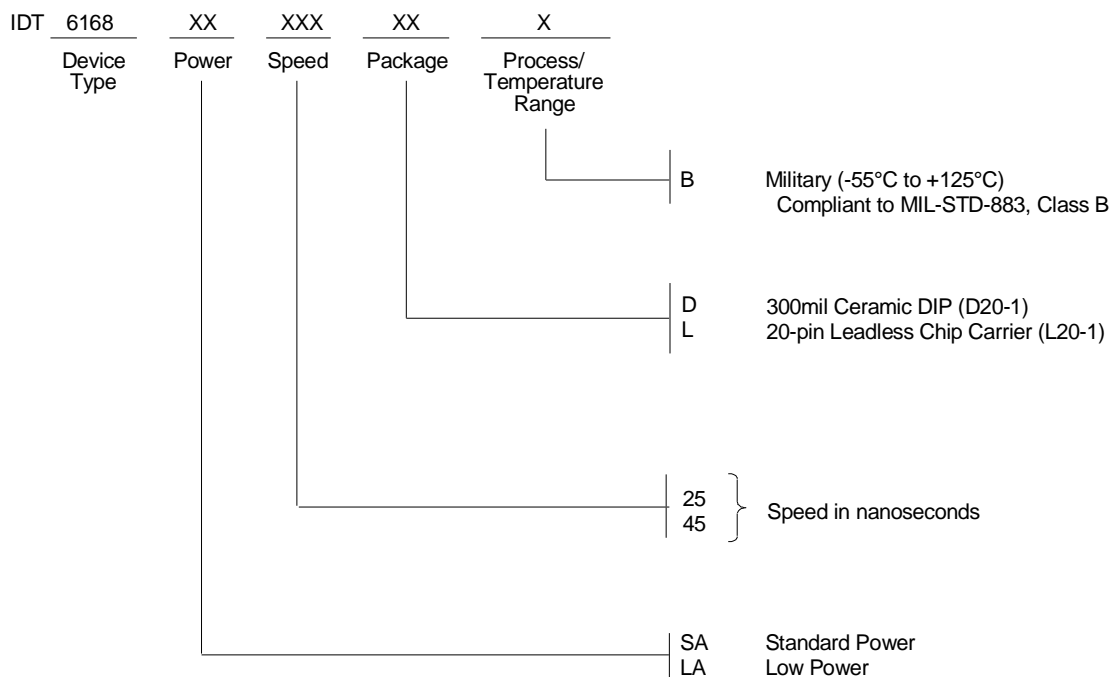 IDT 6168 XX XXX XX X
Device Type Power Speed Package Process/ Temperature Range
B Military (-55°C to +125°C)
Compliant to MIL-STD-883, Class B
D 300mil Ceramic DIP (D20-1)
L 20-pin Leadless Chip Carrier (L20-1)
25
45
Speed in nanoseconds
SA Standard Power
LA Low Power